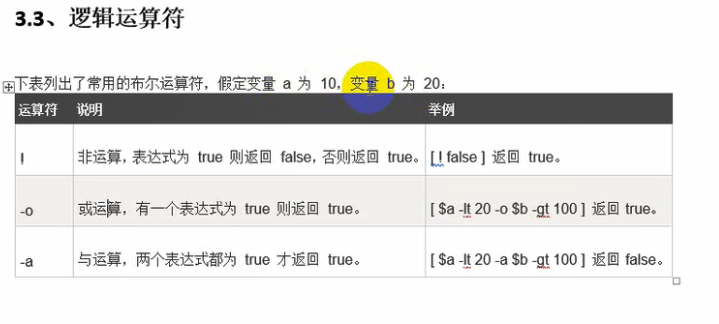 3.3、逻辑运算符
下表列出了常用的布尔运算符，假定变量 a 为 10，变量 b 为 20：
运算符 说明 举例
! 非运算，表达式为 true 则返回 false，否则返回 true。 [ ! false ] 返回 true。
-o 或运算，有一个表达式为 true 则返回 true。 [ $a -lt 20 -o $b -gt 100 ] 返回 true。
-a 与运算，两个表达式都为 true 才返回 true。 [ $a -lt 20 -a $b -gt 100 ] 返回 false。